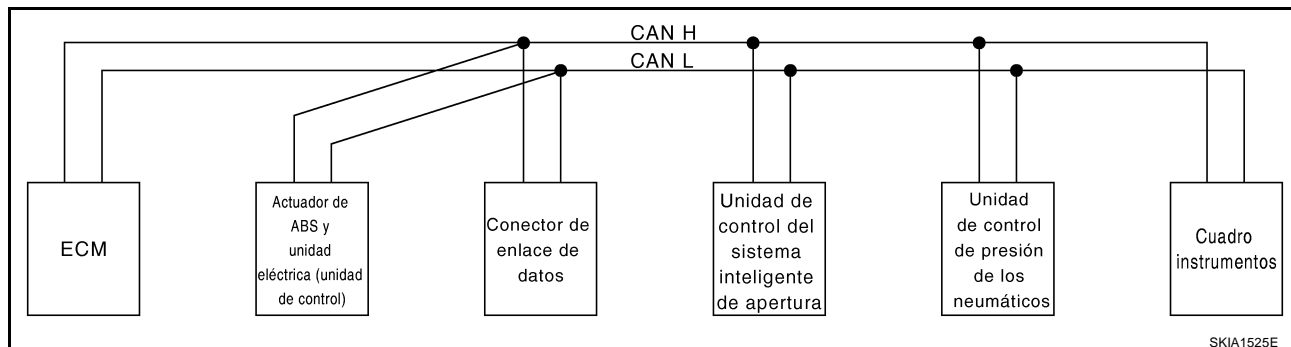 CAN H
CAN L
ECM
Actuador de
ABS y
unidad
eléctrica (unidad
de control)
Conector de
enlace de
datos
Unidad de
control del
sistema
inteligente
de apertura
Unidad
de control
de presión
de los
neumáticos
Cuadro
instrumentos
SKIA1525E